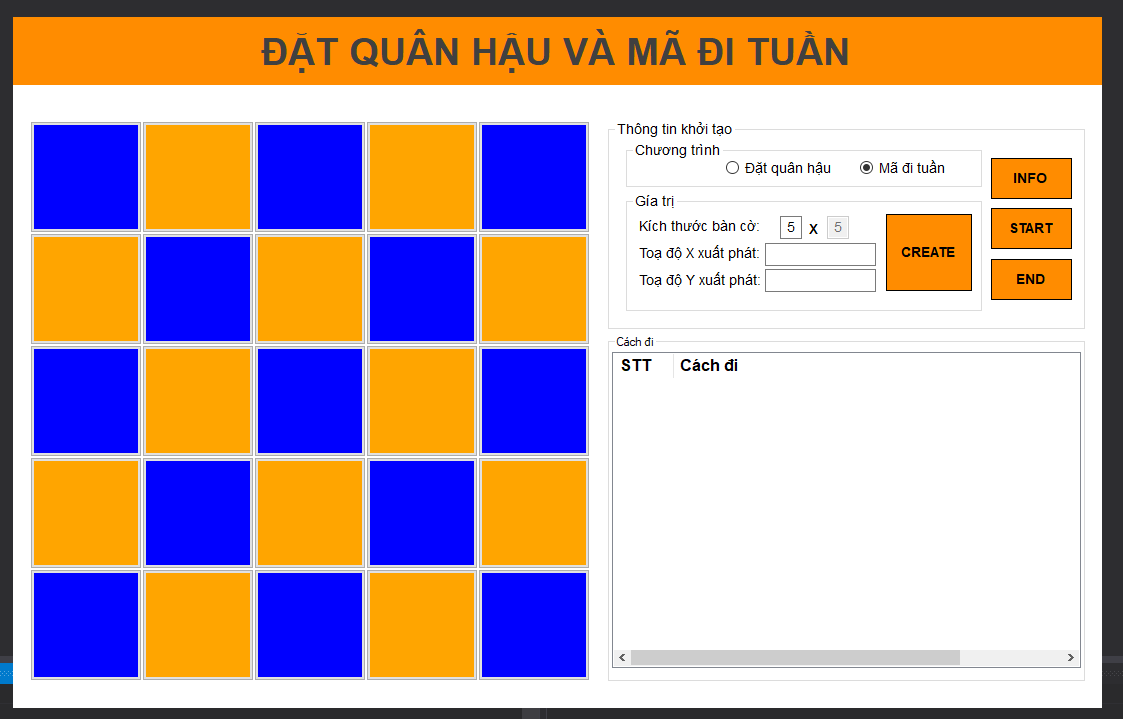 ĐẶT QUÂN HẬU VÀ MÃ ĐI TUẦN
Thông tin khởi tạo
Chương trình
Đặt quân hậu
Mã đi tuần
Gía trị
Kích thước bàn cờ: 5 X 5
Toạ độ X xuất phát:
Toạ độ Y xuất phát:
CREATE
INFO
START
END
Cách đi
STT Cách đi